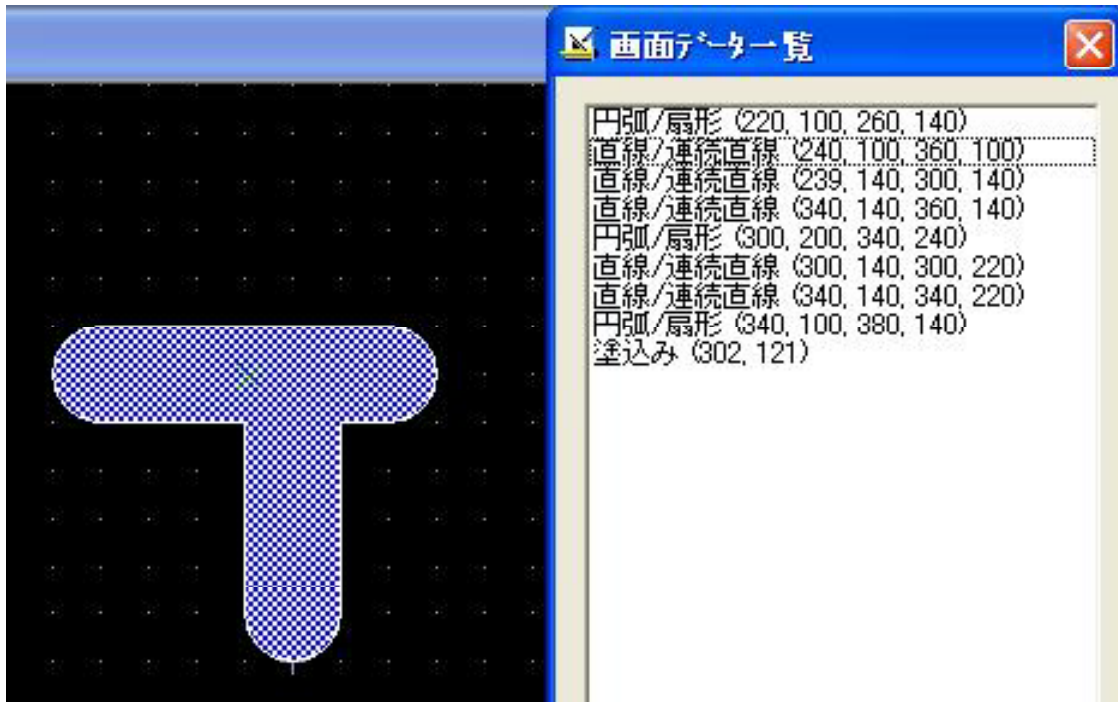 画面ﾃﾞｰﾀ一覧
円弧/扇形 (220, 100, 260, 140)
直線/連続直線 (240, 100, 360, 100)
直線/連続直線 (239, 140, 300, 140)
直線/連続直線 (340, 140, 360, 140)
円弧/扇形 (300, 200, 340, 240)
直線/連続直線 (300, 140, 300, 220)
直線/連続直線 (340, 140, 340, 220)
円弧/扇形 (340, 100, 380, 140)
塗込み (302, 121)